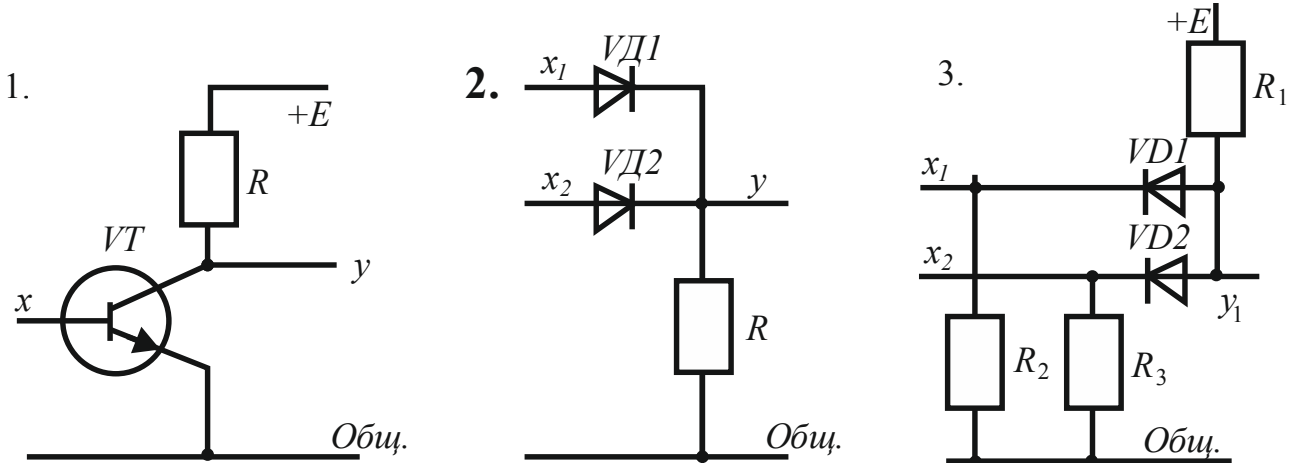 1.
+E
R
VT
x
y
Общ.
2.
x₁
VД1
x₂
VД2
y
R
Общ.
3.
+E
R₁
x₁
VD1
x₂
VD2
y₁
R₂
R₃
Общ.